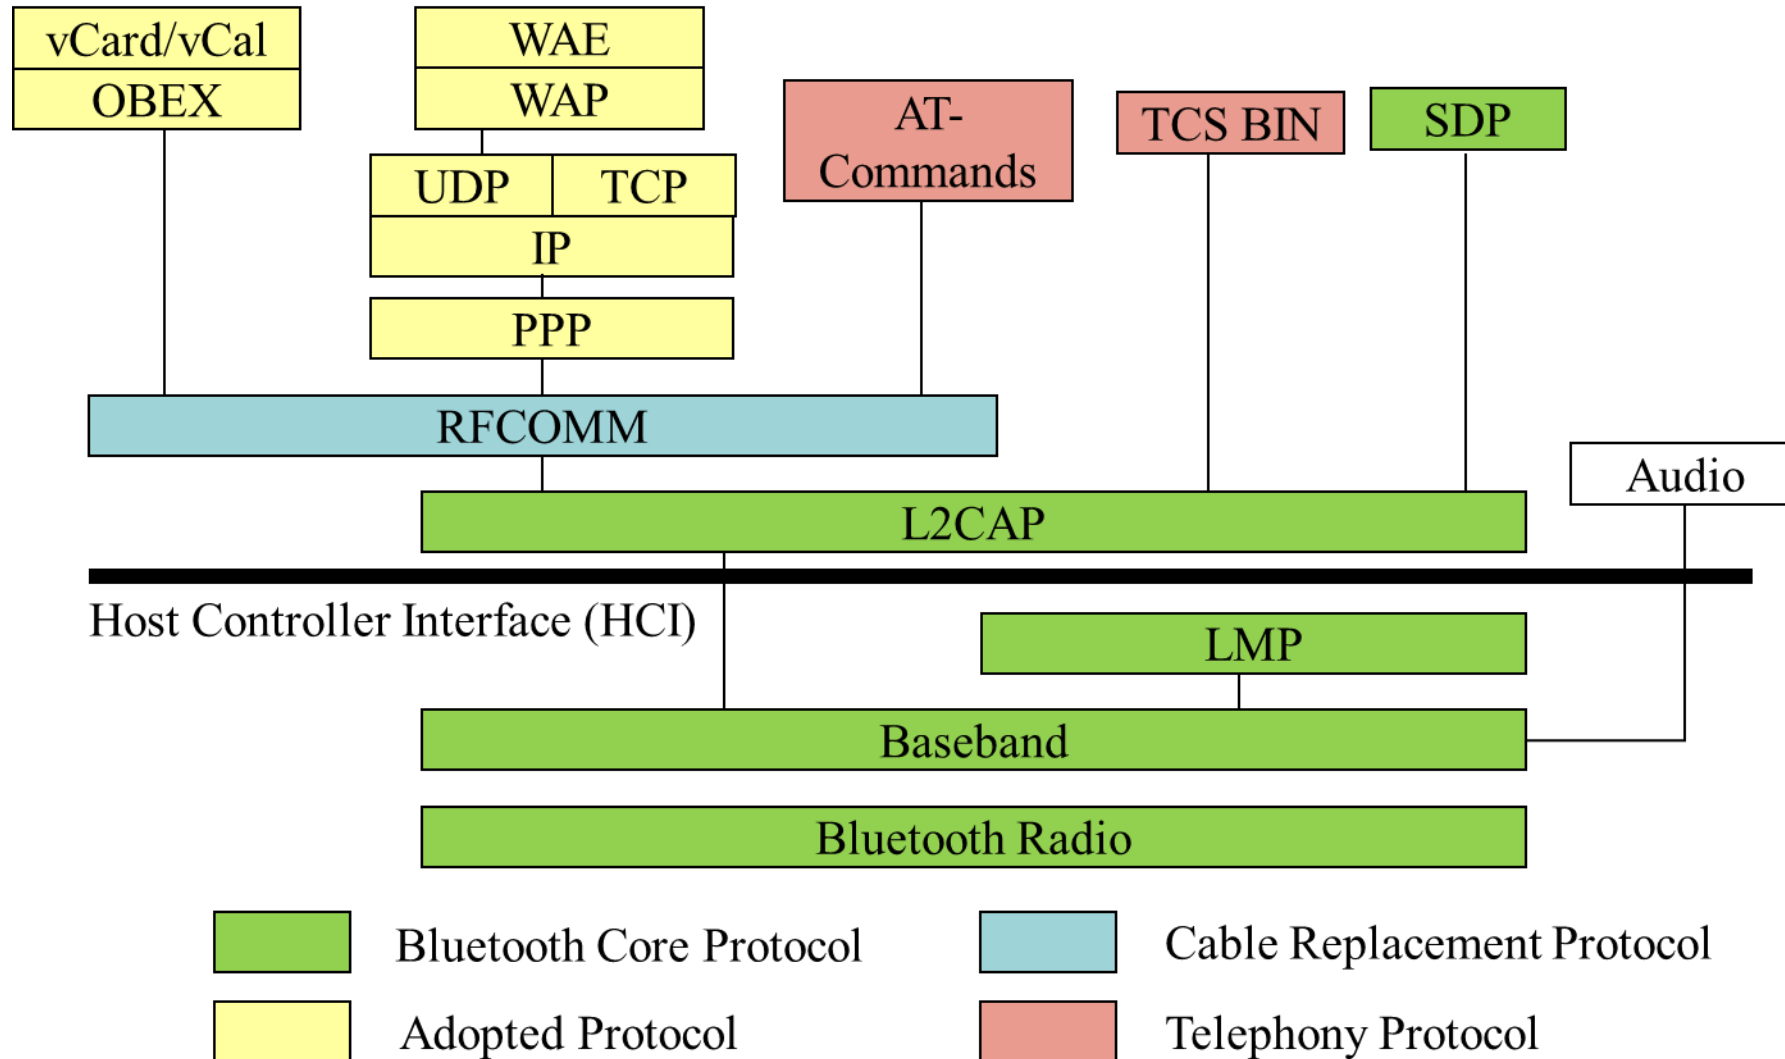 vCard/vCal
OBEX
WAE
WAP
UDP
TCP
IP
PPP
AT-
Commands
TCS BIN
SDP
RFCOMM
Audio
L2CAP
Host Controller Interface (HCI)
LMP
Baseband
Bluetooth Radio
Bluetooth Core Protocol
Cable Replacement Protocol
Adopted Protocol
Telephony Protocol